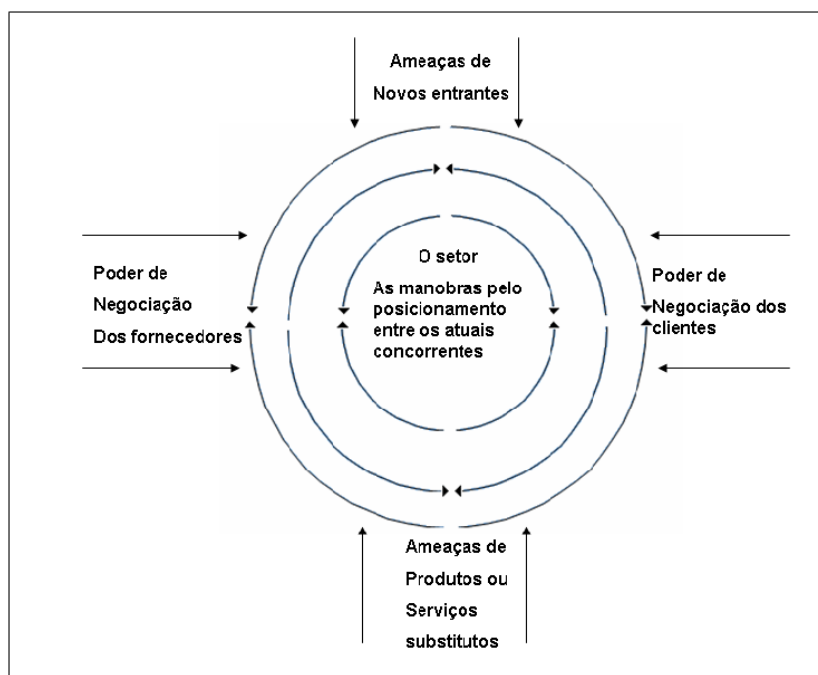 Ameaças de
Novos entrantes
O setor
As manobras pelo
posicionamento
entre os atuais
concorrentes
Poder de
Negociação
Dos fornecedores
Poder de
Negociação dos
clientes
Ameaças de
Produtos ou
Serviços
substitutos